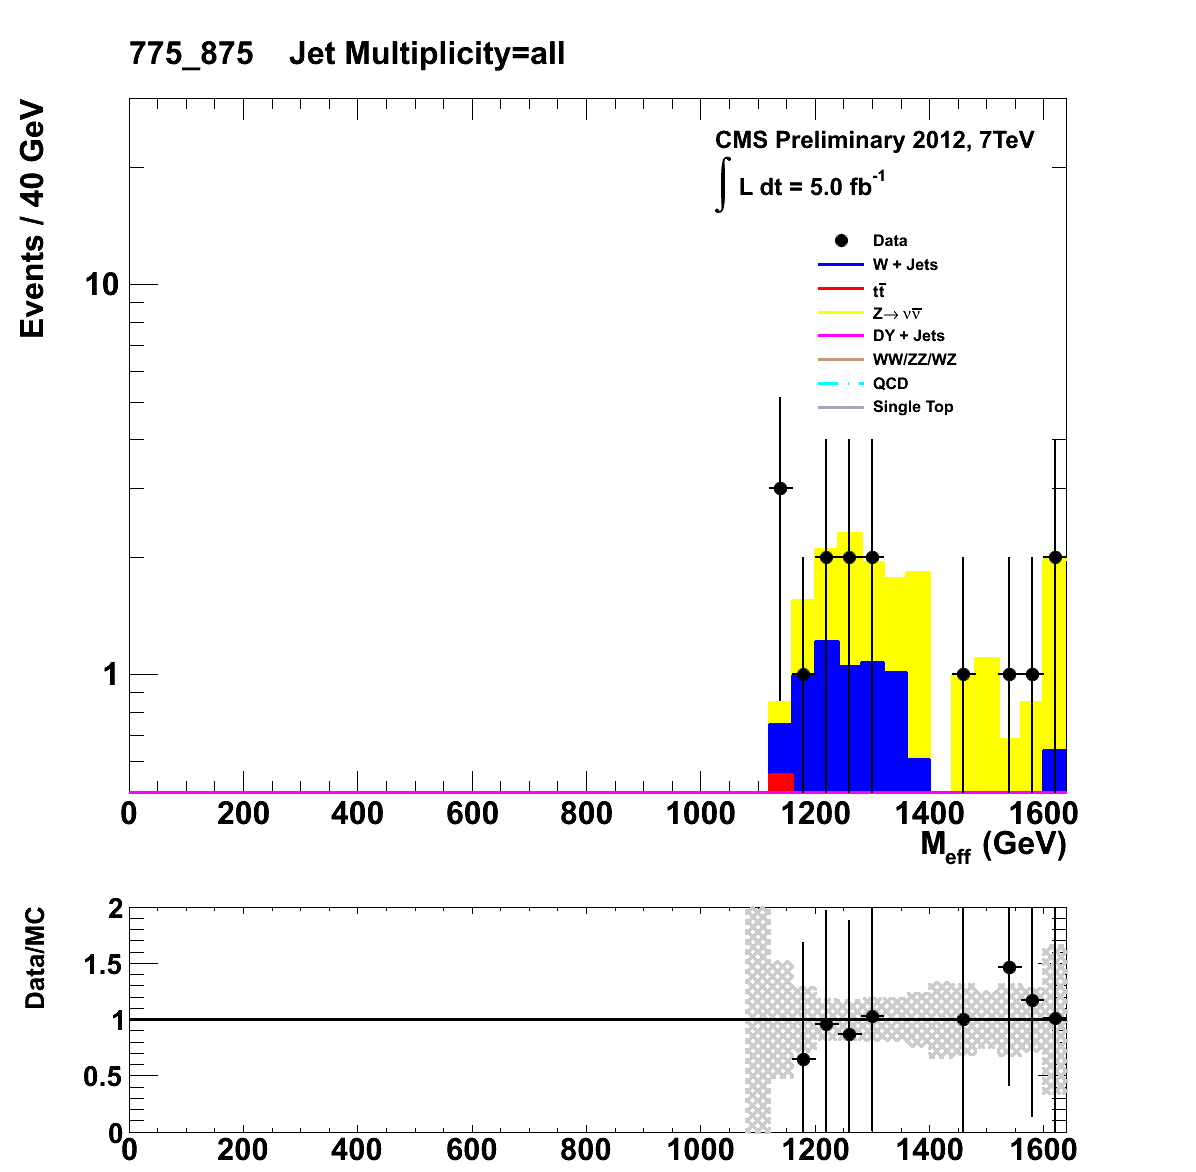 775_875 Jet Multiplicity=all
Events / 40 GeV
CMS Preliminary 2012, 7TeV
∫ L dt = 5.0 fb⁻¹
Data
W + Jets
tt̅
Z→ νν̅
DY + Jets
WW/ZZ/WZ
QCD
Single Top
10
1
0 200 400 600 800 1000 1200 1400 1600
M_eff (GeV)
Data/MC
2
1.5
1
0.5
0
0 200 400 600 800 1000 1200 1400 1600